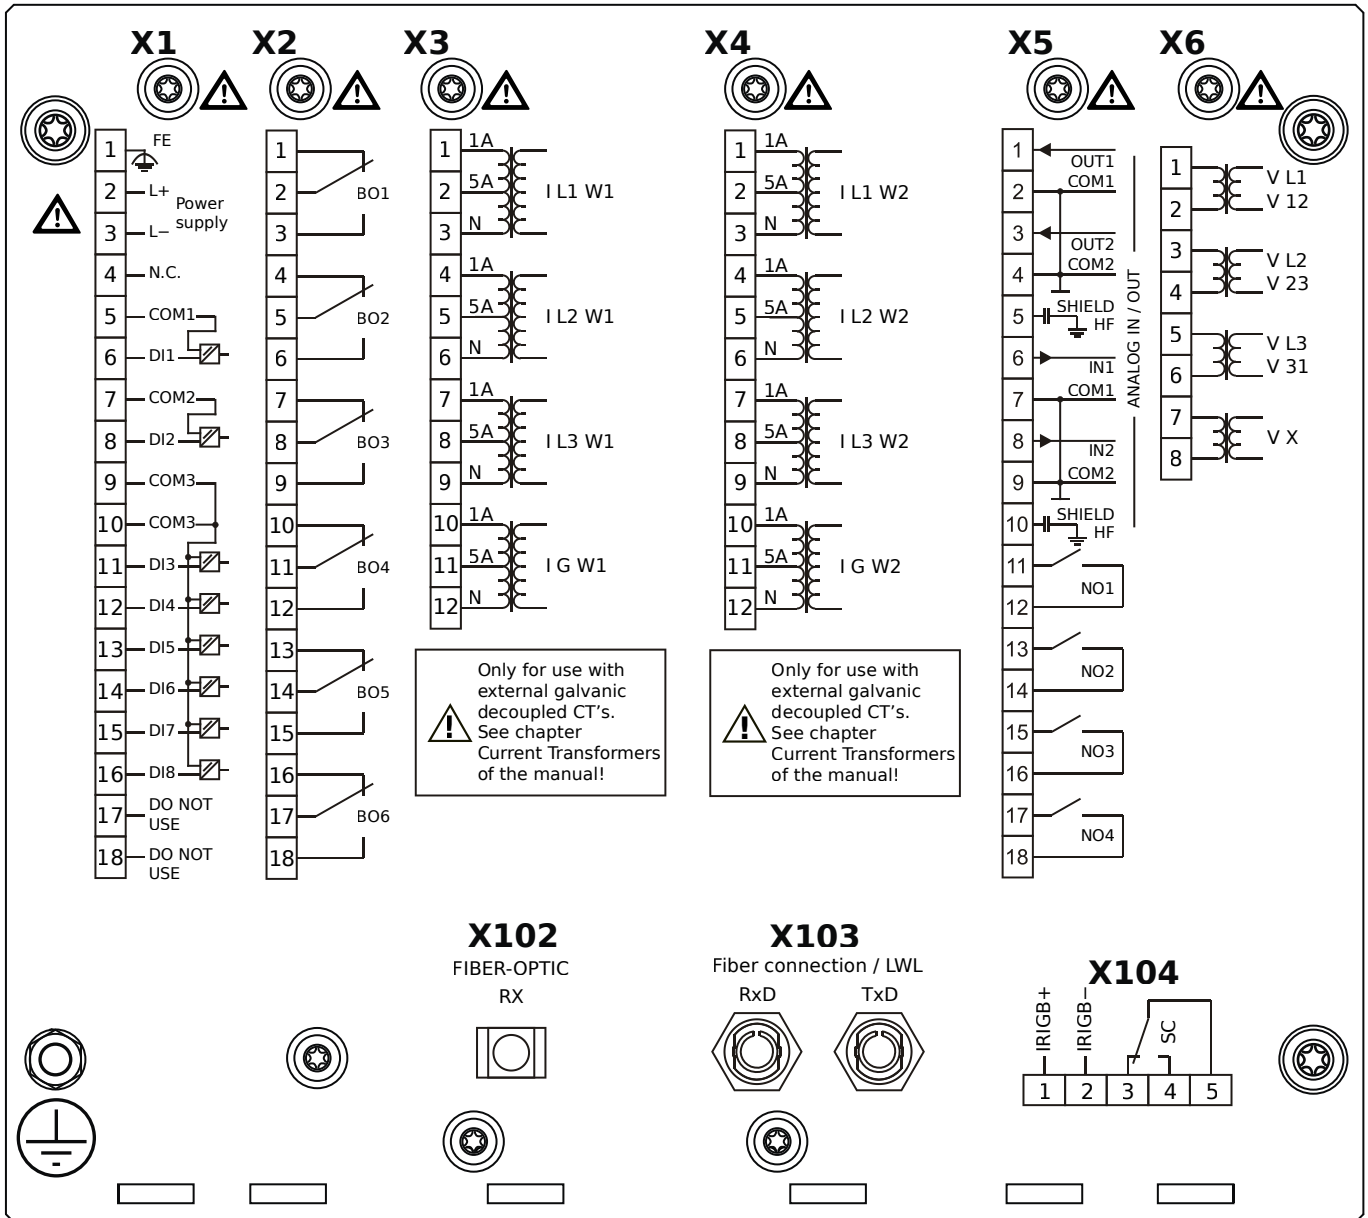 X1
1
FE
2
L+
Power
supply
3
L−
4
N.C.
5
COM1
6
DI1
7
COM2
8
DI2
9
COM3
10
COM3
11
DI3
12
DI4
13
DI5
14
DI6
15
DI7
16
DI8
17
DO NOT
USE
18
DO NOT
USE
X2
1
2
BO1
3
4
5
BO2
6
7
8
BO3
9
10
11
BO4
12
13
14
BO5
15
16
17
BO6
18
X3
1
1A
2
5A
I L1 W1
3
N
4
1A
5
5A
I L2 W1
6
N
7
1A
8
5A
I L3 W1
9
N
10
1A
11
5A
I G W1
12
N
Only for use with
external galvanic
decoupled CT's.
See chapter
Current Transformers
of the manual!
X4
1
1A
2
5A
I L1 W2
3
N
4
1A
5
5A
I L2 W2
6
N
7
1A
8
5A
I L3 W2
9
N
10
1A
11
5A
I G W2
12
N
Only for use with
external galvanic
decoupled CT's.
See chapter
Current Transformers
of the manual!
X5
1
OUT1
2
COM1
3
OUT2
4
COM2
5
SHIELD
HF
6
IN1
7
COM1
8
IN2
9
COM2
10
SHIELD
HF
ANALOG IN / OUT
11
NO1
12
13
NO2
14
15
NO3
16
17
NO4
18
X6
1
V L1
2
V 12
3
V L2
4
V 23
5
V L3
6
V 31
7
V X
8
X102
FIBER-OPTIC
RX
X103
Fiber connection / LWL
RxD TxD
X104
IRIGB+
IRIGB−
SC
1 2 3 4 5